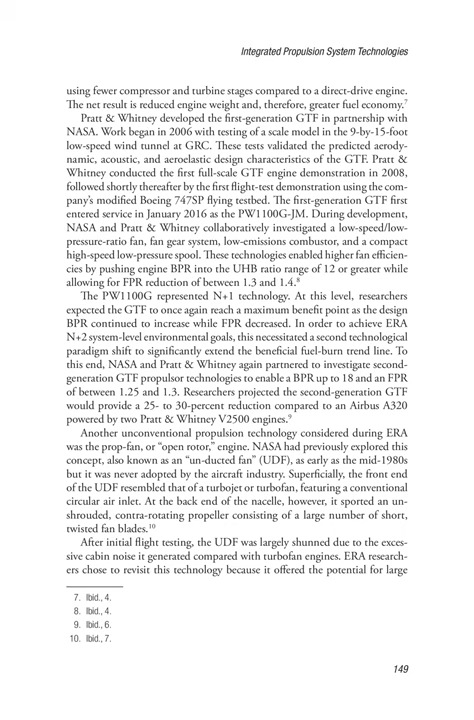 Integrated Propulsion System Technologies
using fewer compressor and turbine stages compared to a direct-drive engine.
The net result is reduced engine weight and, therefore, greater fuel economy.7
Pratt & Whitney developed the first-generation GTF in partnership with
NASA. Work began in 2006 with testing of a scale model in the 9-by-15-foot
low-speed wind tunnel at GRC. These tests validated the predicted aerody-
namic, acoustic, and aeroelastic design characteristics of the GTF. Pratt &
Whitney conducted the first full-scale GTF engine demonstration in 2008,
followed shortly thereafter by the first flight-test demonstration using the com-
pany's modified Boeing 747SP flying testbed. The first-generation GTF first
entered service in January 2016 as the PW1100G-JM. During development,
NASA and Pratt & Whitney collaboratively investigated a low-speed/low-
pressure-ratio fan, fan gear system, low-emissions combustor, and a compact
high-speed low-pressure spool. These technologies enabled higher fan efficien-
cies by pushing engine BPR into the UHB ratio range of 12 or greater while
allowing for FPR reduction of between 1.3 and 1.4.8
The PW1100G represented N+1 technology. At this level, researchers
expected the GTF to once again reach a maximum benefit point as the design
BPR continued to increase while FPR decreased. In order to achieve ERA
N+2 system-level environmental goals, this necessitated a second technological
paradigm shift to significantly extend the beneficial fuel-burn trend line. To
this end, NASA and Pratt & Whitney again partnered to investigate second-
generation GTF propulsor technologies to enable a BPR up to 18 and an FPR
of between 1.25 and 1.3. Researchers projected the second-generation GTF
would provide a 25- to 30-percent reduction compared to an Airbus A320
powered by two Pratt & Whitney V2500 engines.9
Another unconventional propulsion technology considered during ERA
was the prop-fan, or "open rotor," engine. NASA had previously explored this
concept, also known as an "un-ducted fan" (UDF), as early as the mid-1980s
but it was never adopted by the aircraft industry. Superficially, the front end
of the UDF resembled that of a turbojet or turbofan, featuring a conventional
circular air inlet. At the back end of the nacelle, however, it sported an un-
shrouded, contra-rotating propeller consisting of a large number of short,
twisted fan blades.10
After initial flight testing, the UDF was largely shunned due to the exces-
sive cabin noise it generated compared with turbofan engines. ERA research-
ers chose to revisit this technology because it offered the potential for large
7. Ibid., 4.
8. Ibid., 4.
9. Ibid., 6.
10. Ibid., 7.
149